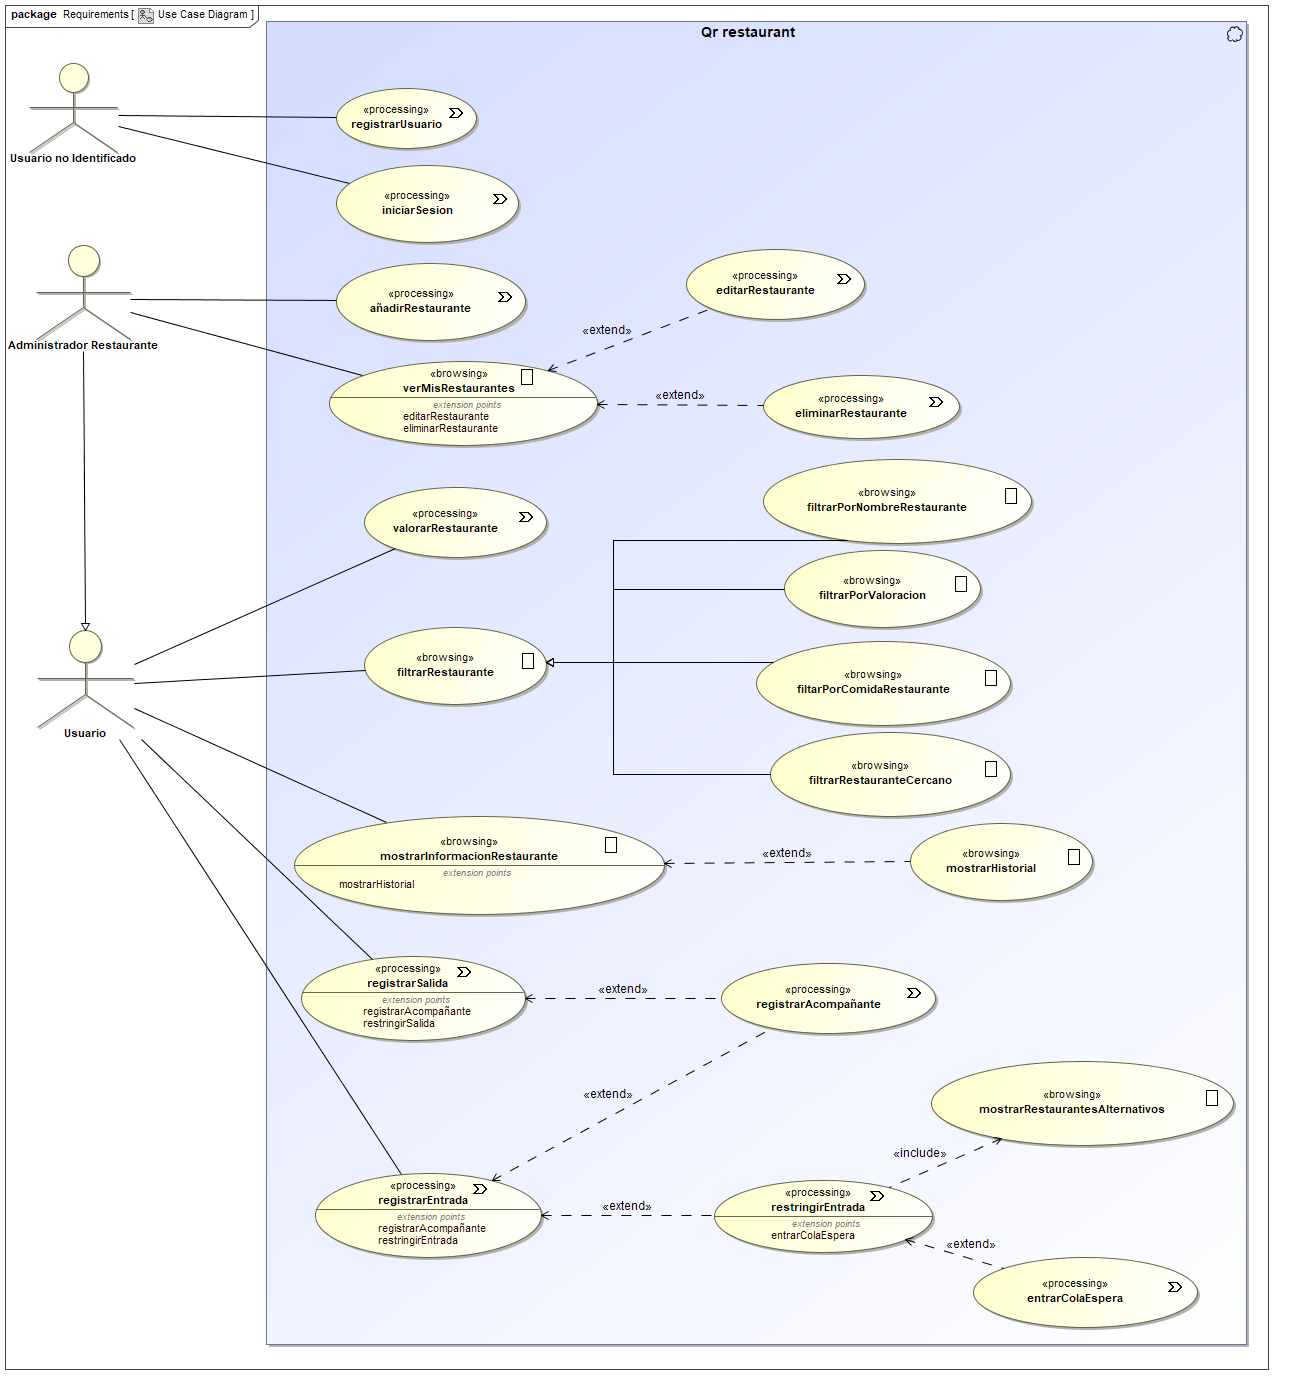 package Requirements [ Use Case Diagram ]
Qr restaurant
«processing»
registrarUsuario
Usuario no Identificado
«processing»
iniciarSesion
«processing»
editarRestaurante
«processing»
añadirRestaurante
«extend»
Administrador Restaurante
«browsing»
verMisRestaurantes
extension points
editarRestaurante
eliminarRestaurante
«extend»
«processing»
eliminarRestaurante
«browsing»
filtrarPorNombreRestaurante
«processing»
valorarRestaurante
«browsing»
filtrarPorValoracion
«browsing»
filtrarRestaurante
«browsing»
filtarPorComidaRestaurante
Usuario
«browsing»
filtrarRestauranteCercano
«browsing»
mostrarInformacionRestaurante
extension points
mostrarHistorial
«extend»
«browsing»
mostrarHistorial
«processing»
registrarSalida
extension points
registrarAcompañante
restringirSalida
«extend»
«processing»
registrarAcompañante
«extend»
«browsing»
mostrarRestaurantesAlternativos
«include»
«processing»
registrarEntrada
extension points
registrarAcompañante
restringirEntrada
«extend»
«processing»
restringirEntrada
extension points
entrarColaEspera
«extend»
«processing»
entrarColaEspera